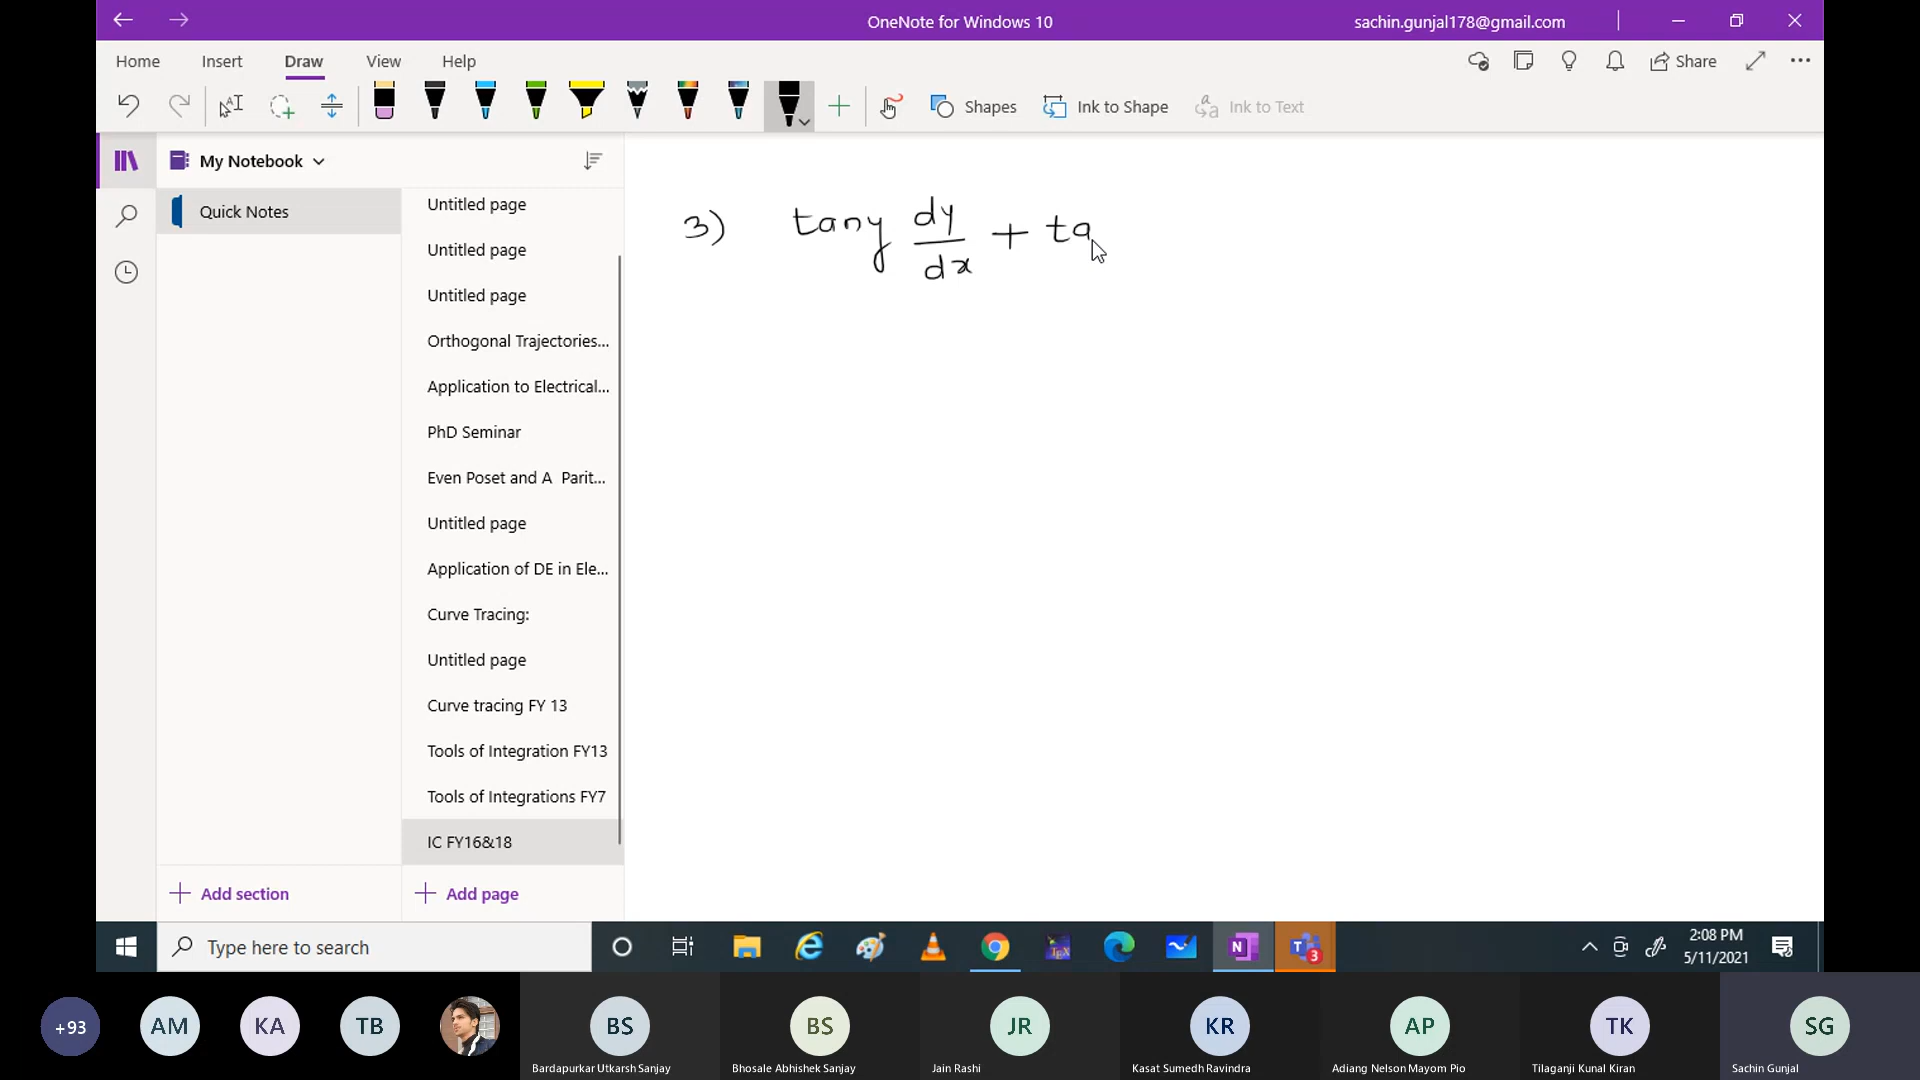 OneNote for Windows 10
sachin.gunjal178@gmail.com
Home Insert Draw View Help
Share
Shapes Ink to Shape Ink to Text
My Notebook
Quick Notes
Untitled page
Untitled page
Untitled page
Orthogonal Trajectories...
Application to Electrical...
PhD Seminar
Even Poset and A Parit...
Untitled page
Application of DE in Ele...
Curve Tracing:
Untitled page
Curve tracing FY 13
Tools of Integration FY13
Tools of Integrations FY7
IC FY16&18
Add section
Add page
3) tany dy/dx + ta
Type here to search
2:08 PM
5/11/2021
+93 AM KA TB BS BS JR KR AP TK SG
Bardapurkar Utkarsh Sanjay
Bhosale Abhishek Sanjay
Jain Rashi
Kasat Sumedh Ravindra
Adiang Nelson Mayom Pio
Tilaganji Kunal Kiran
Sachin Gunjal